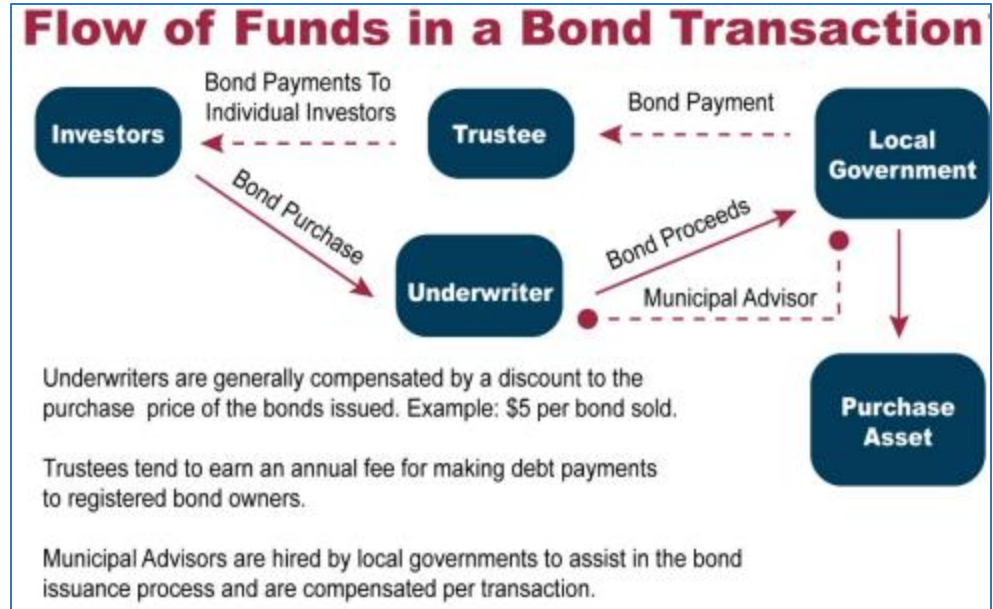 Flow of Funds in a Bond Transaction
Bond Payments To
Individual Investors
Bond Payment
Investors
Trustee
Local
Government
Bond Purchase
Bond Proceeds
Underwriter
Municipal Advisor
Purchase
Asset
Underwriters are generally compensated by a discount to the
purchase price of the bonds issued. Example: $5 per bond sold.
Trustees tend to earn an annual fee for making debt payments
to registered bond owners.
Municipal Advisors are hired by local governments to assist in the bond
issuance process and are compensated per transaction.